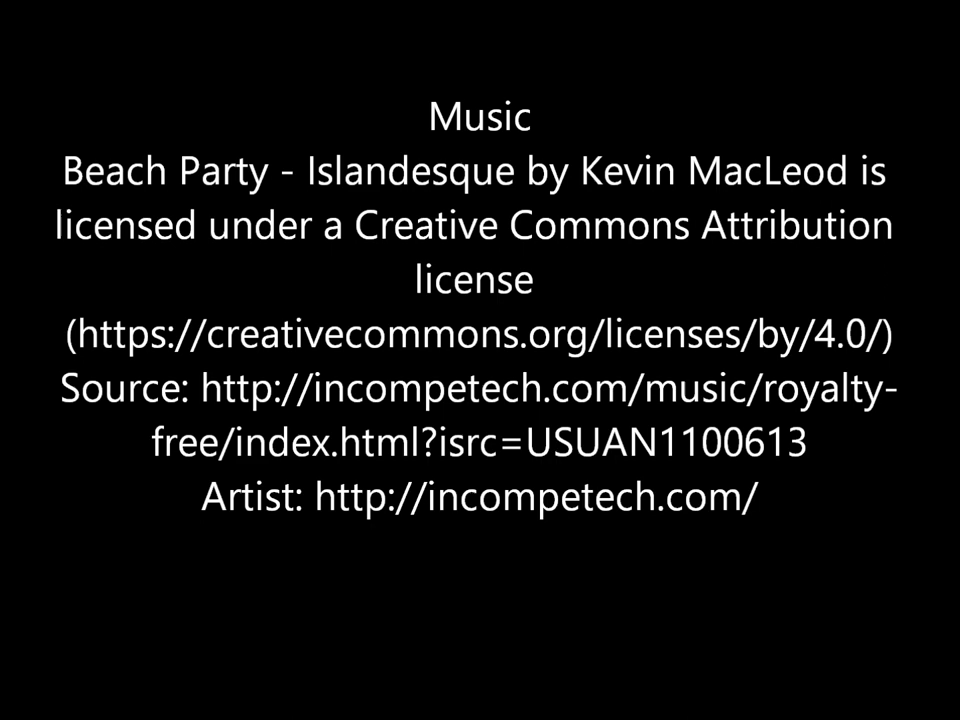 Music
Beach Party - Islandesque by Kevin MacLeod is
licensed under a Creative Commons Attribution
license
(https://creativecommons.org/licenses/by/4.0/)
Source: http://incompetech.com/music/royalty-
free/index.html?isrc=USUAN1100613
Artist: http://incompetech.com/